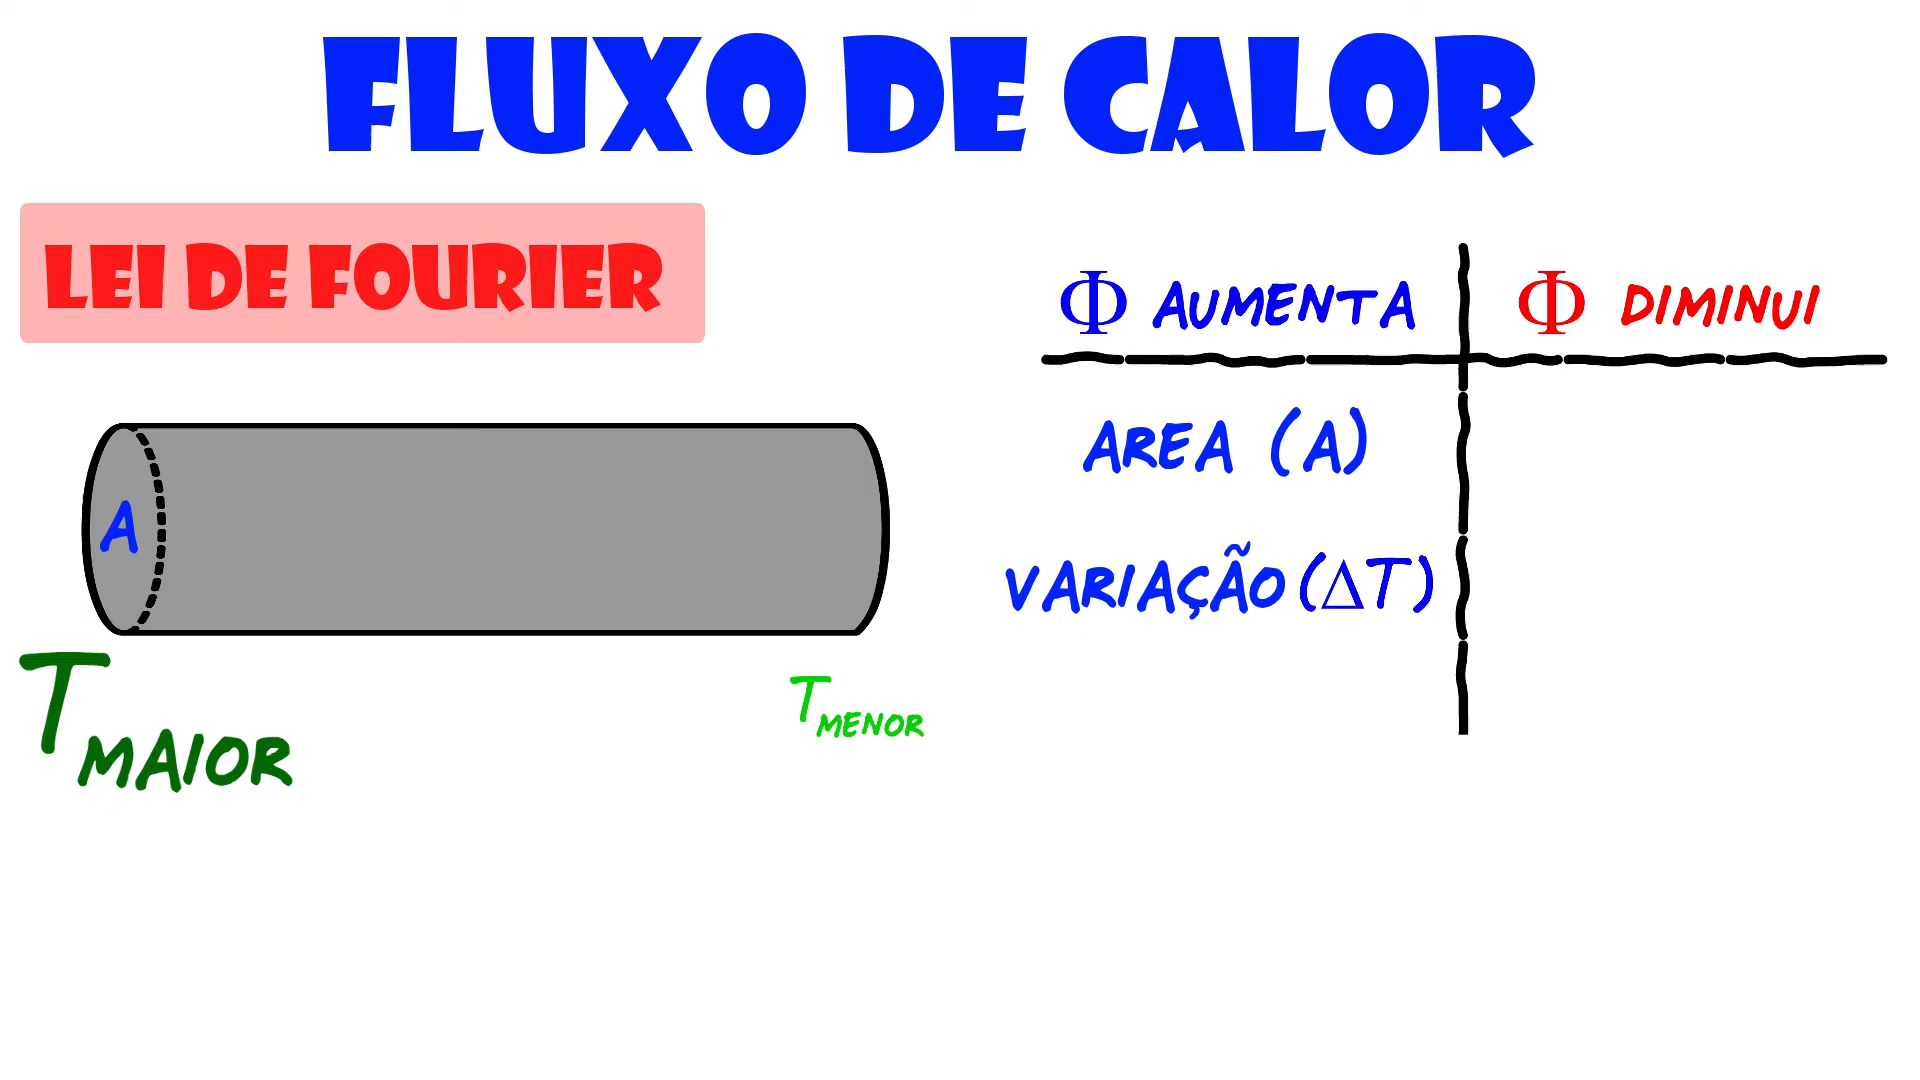 FLUXO DE CALOR
LEI DE FOURIER
Φ AUMENTA
Φ DIMINUI
AREA (A)
A
VARIAÇÃO (ΔT)
T MAIOR
T MENOR